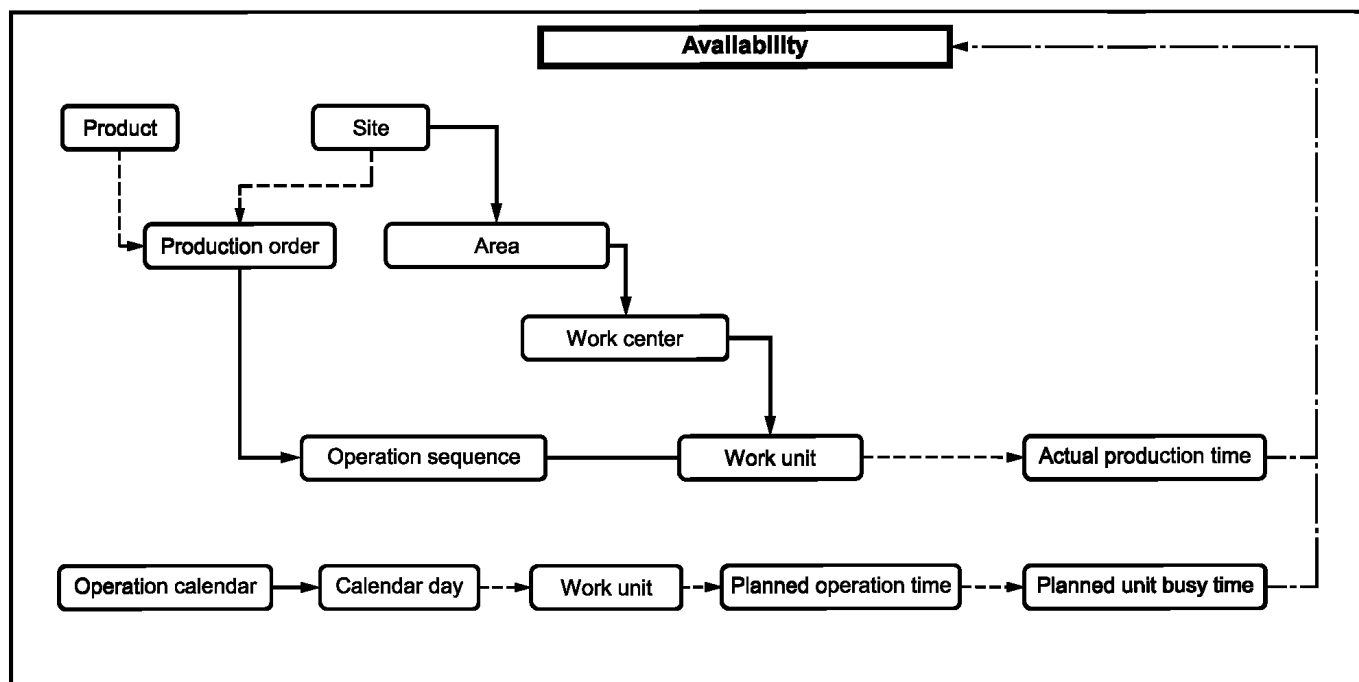 Availability
Product
Site
Production order
Area
Work center
Operation sequence
Work unit
Actual production time
Operation calendar
Calendar day
Work unit
Planned operation time
Planned unit busy time